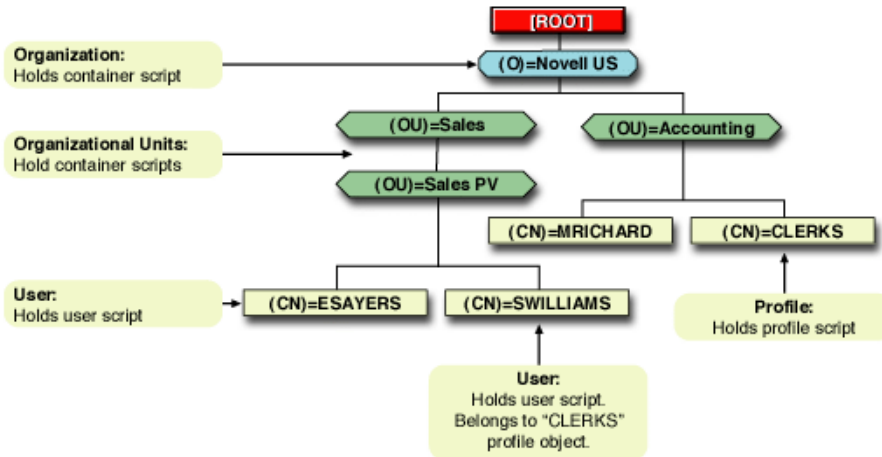 [ROOT]
Organization:
Holds container script
(O)=Novell US
(OU)=Sales
(OU)=Accounting
Organizational Units:
Hold container scripts
(OU)=Sales PV
(CN)=MRICHARD
(CN)=CLERKS
User:
Holds user script
(CN)=ESAYERS
(CN)=SWILLIAMS
Profile:
Holds profile script
User:
Holds user script.
Belongs to “CLERKS”
profile object.